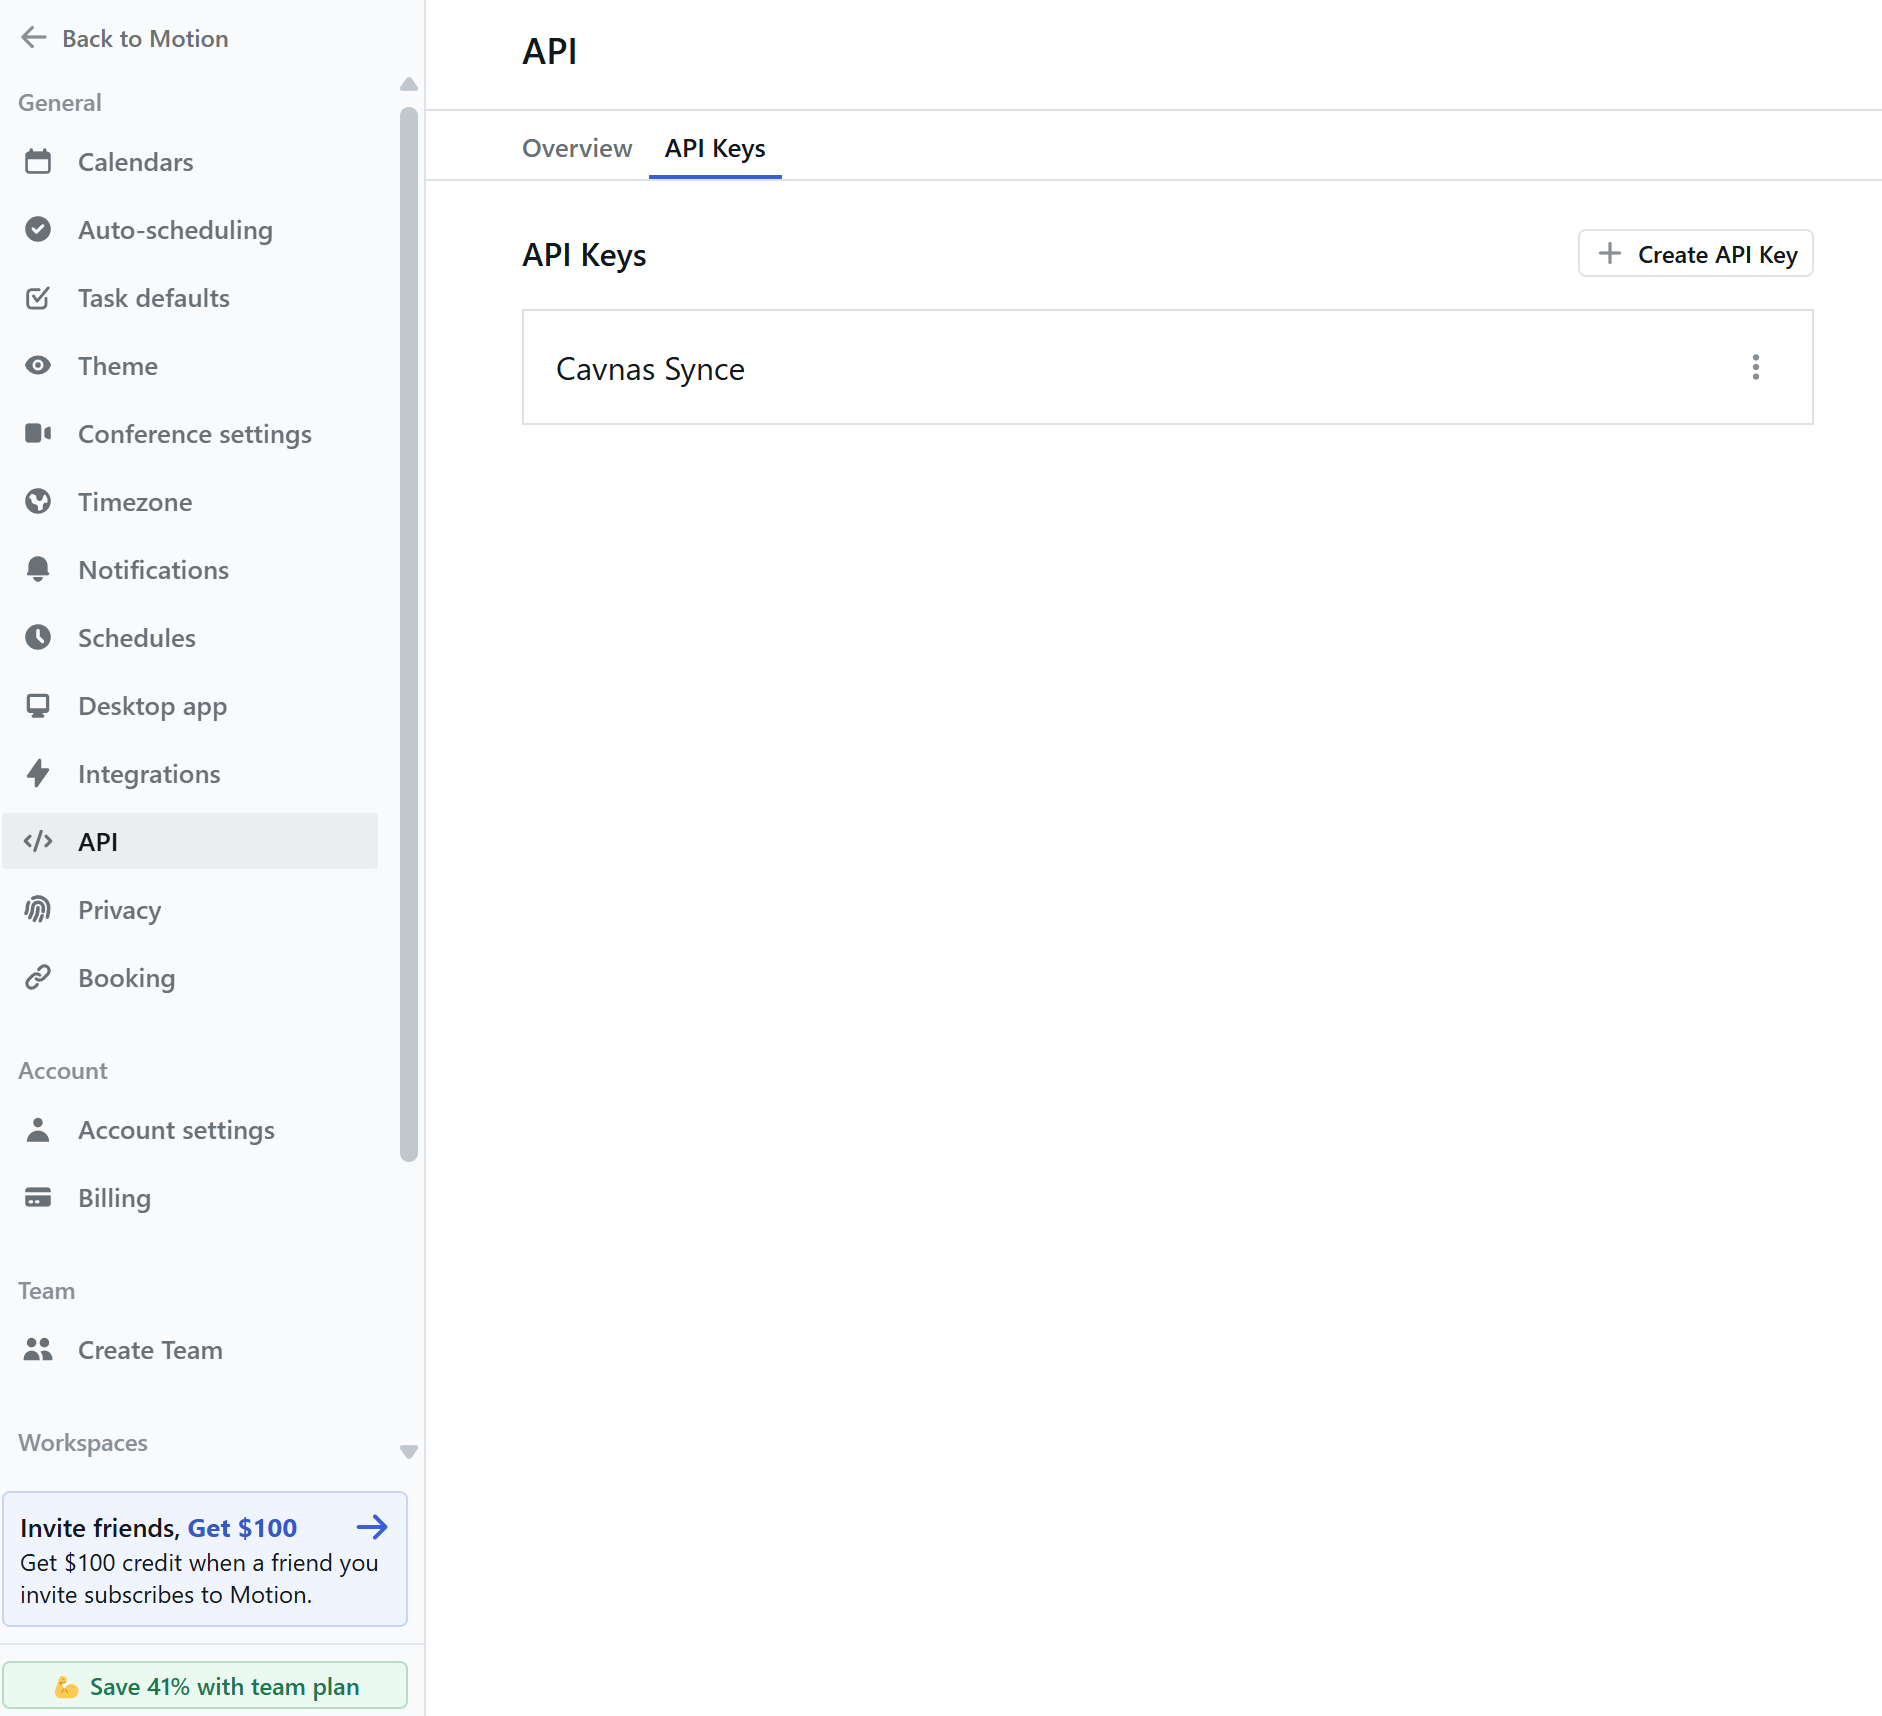 Back to Motion
General
Calendars
Auto-scheduling
Task defaults
Theme
Conference settings
Timezone
Notifications
Schedules
Desktop app
Integrations
API
Privacy
Booking
Account
Account settings
Billing
Team
Create Team
Workspaces
Invite friends, Get $100
Get $100 credit when a friend you
invite subscribes to Motion.
Save 41% with team plan
API
Overview API Keys
API Keys
Create API Key
Cavnas Synce